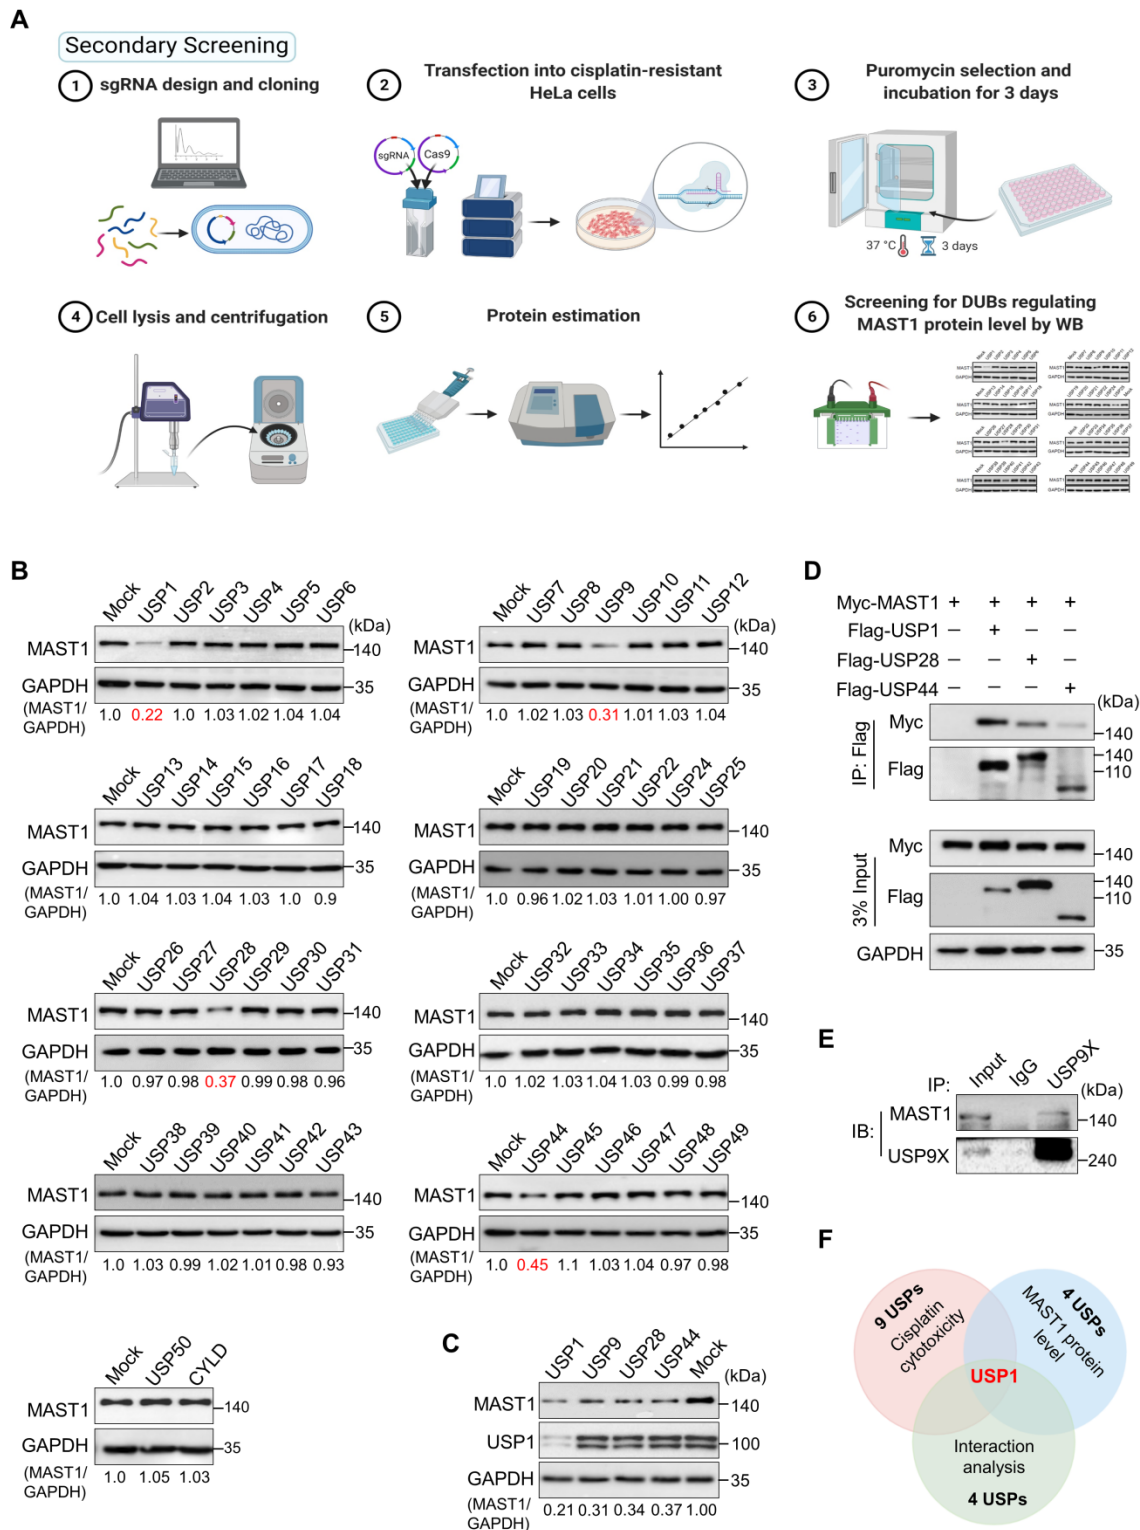 A
Secondary Screening
1 sgRNA design and cloning
2 Transfection into cisplatin-resistant
HeLa cells
sgRNA Cas9
3 Puromycin selection and
incubation for 3 days
37 °C 3 days
4 Cell lysis and centrifugation
5 Protein estimation
6 Screening for DUBs regulating
MAST1 protein level by WB
MAST1
GAPDH
MAST1
GAPDH
MAST1
GAPDH
MAST1
GAPDH
MAST1
GAPDH
MAST1
GAPDH
MAST1
GAPDH
MAST1
GAPDH
B
Mock USP1 USP2 USP3 USP4 USP5 USP6
(kDa)
MAST1 140
GAPDH 35
(MAST1/
GAPDH) 1.0 0.22 1.0 1.03 1.02 1.04 1.04
Mock USP7 USP8 USP9 USP10 USP11 USP12
(kDa)
MAST1 140
GAPDH 35
(MAST1/
GAPDH) 1.0 1.02 1.03 0.31 1.01 1.03 1.04
Mock USP13 USP14 USP15 USP16 USP17 USP18
MAST1 140
GAPDH 35
(MAST1/
GAPDH) 1.0 1.04 1.03 1.04 1.03 1.0 0.9
Mock USP19 USP20 USP21 USP22 USP24 USP25
MAST1 140
GAPDH 35
(MAST1/
GAPDH) 1.0 0.96 1.02 1.03 1.01 1.00 0.97
Mock USP26 USP27 USP28 USP29 USP30 USP31
MAST1 140
GAPDH 35
(MAST1/
GAPDH) 1.0 0.97 0.98 0.37 0.99 0.98 0.96
Mock USP32 USP33 USP34 USP35 USP36 USP37
MAST1 140
GAPDH 35
(MAST1/
GAPDH) 1.0 1.02 1.03 1.04 1.03 0.99 0.98
Mock USP38 USP39 USP40 USP41 USP42 USP43
MAST1 140
GAPDH 35
(MAST1/
GAPDH) 1.0 1.03 0.99 1.02 1.01 0.98 0.93
Mock USP44 USP45 USP46 USP47 USP48 USP49
MAST1 140
GAPDH 35
(MAST1/
GAPDH) 1.0 0.45 1.1 1.03 1.04 0.97 0.98
Mock USP50 CYLD
MAST1 140
GAPDH 35
(MAST1/
GAPDH) 1.0 1.05 1.03
C
USP1 USP9 USP28 USP44 Mock
(kDa)
MAST1 140
USP1 100
GAPDH 35
(MAST1/
GAPDH) 0.21 0.31 0.34 0.37 1.00
D
Myc-MAST1 + + + +
Flag-USP1 − + − −
Flag-USP28 − − + −
Flag-USP44 − − − +
(kDa)
IP: Flag
Myc 140
Flag 140
110
3% Input
Myc 140
Flag 140
110
GAPDH 35
E
IP: Input IgG USP9X
(kDa)
IB:
MAST1 140
USP9X 240
F
9 USPs
Cisplatin
cytotoxicity
4 USPs
MAST1 protein
level
USP1
Interaction
analysis
4 USPs